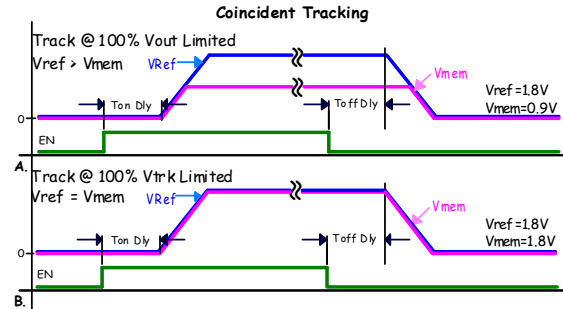 Coincident Tracking
Track @ 100% Vout Limited
Vref > Vmem
VRef
Vmem
Vref=1.8V
Vmem=0.9V
Ton Dly
Toff Dly
0
EN
A.
Track @ 100% Vtrk Limited
Vref = Vmem
VRef
Vmem
Vref=1.8V
Vmem=1.8V
Ton Dly
Toff Dly
0
EN
B.